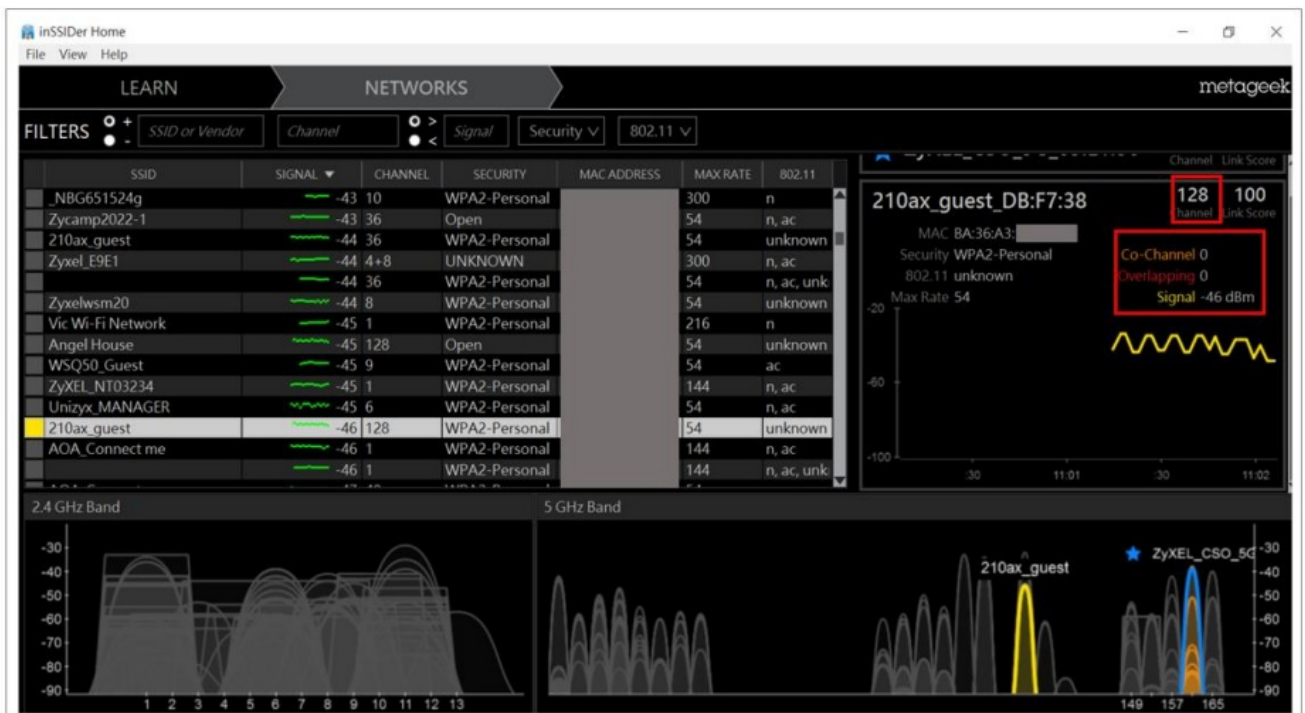 inSSIDer Home
File View Help
LEARN NETWORKS metageek
FILTERS + - SSID or Vendor Channel > < Signal Security 802.11
SSID SIGNAL CHANNEL SECURITY MAC ADDRESS MAX RATE 802.11
_NBG651524g -43 10 WPA2-Personal 300 n
Zycamp2022-1 -43 36 Open 54 n, ac
210ax_guest -44 36 WPA2-Personal 54 unknown
Zyxel_E9E1 -44 4+8 UNKNOWN 300 n, ac
-44 36 WPA2-Personal 54 n, ac, unk
Zyxelwsm20 -44 8 WPA2-Personal 54 unknown
Vic Wi-Fi Network -45 1 WPA2-Personal 216 n
Angel House -45 128 Open 54 unknown
WSQ50_Guest -45 9 WPA2-Personal 54 ac
ZyXEL_NT03234 -45 1 WPA2-Personal 144 n, ac
Unizyx_MANAGER -45 6 WPA2-Personal 54 n, ac
210ax_guest -46 128 WPA2-Personal 54 unknown
AOA_Connect me -46 1 WPA2-Personal 144 n, ac
-46 1 WPA2-Personal 144 n, ac, unk
Channel Link Score
210ax_guest_DB:F7:38 128 100
Channel Link Score
MAC BA:36:A3:
Security WPA2-Personal Co-Channel 0
802.11 unknown Overlapping 0
Max Rate 54 Signal -46 dBm
-20
-60
-100
:30 11:01 :30 11:02
2.4 GHz Band
-30
-40
-50
-60
-70
-80
-90
1 2 3 4 5 6 7 8 9 10 11 12 13
5 GHz Band
210ax_guest ZyXEL_CSO_5G
-30
-40
-50
-60
-70
-80
-90
149 157 165